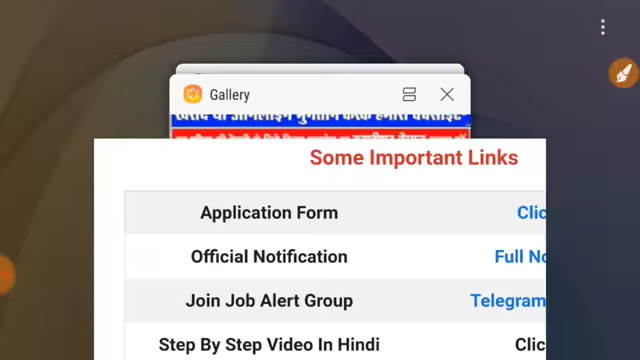 Gallery
Some Important Links
Application Form Clic
Official Notification Full No
Join Job Alert Group Telegram
Step By Step Video In Hindi Clic